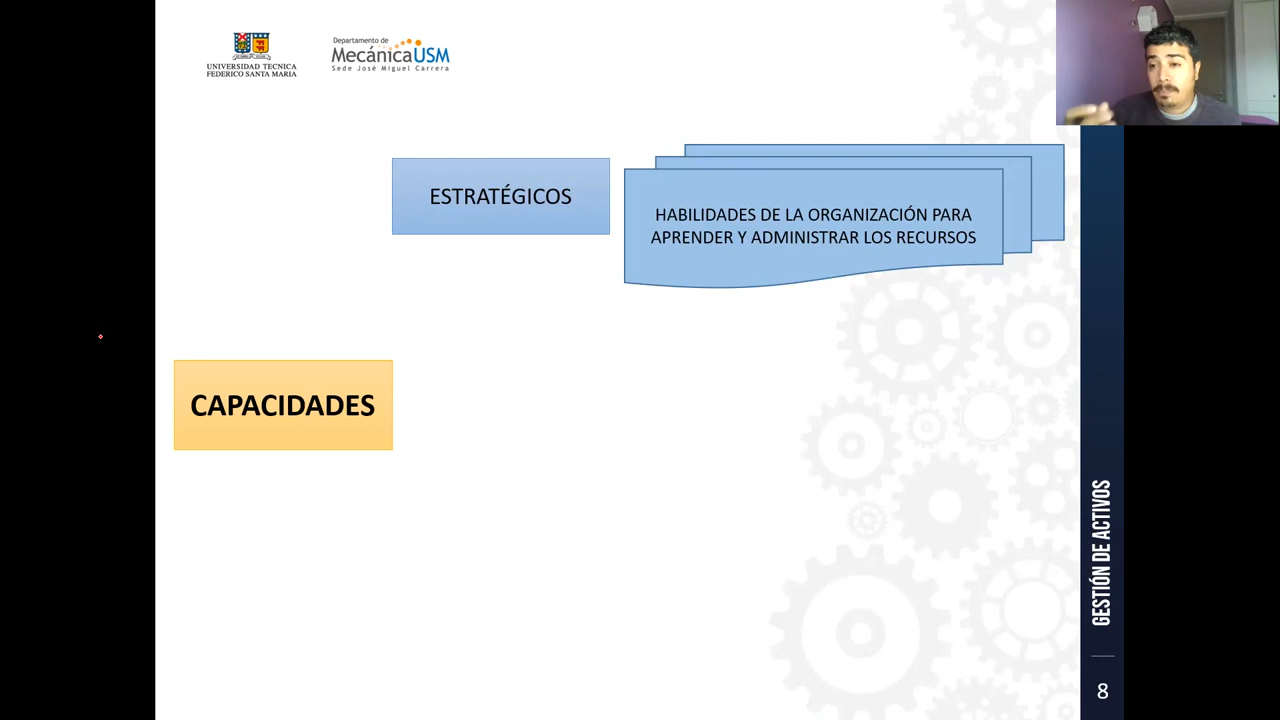 UNIVERSIDAD TECNICA
FEDERICO SANTA MARIA
Departamento de
MecánicaUSM
Sede José Miguel Carrera
ESTRATÉGICOS
HABILIDADES DE LA ORGANIZACIÓN PARA
APRENDER Y ADMINISTRAR LOS RECURSOS
CAPACIDADES
GESTIÓN DE ACTIVOS
8